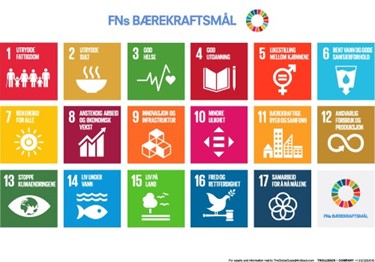 FNs BÆREKRAFTSMÅL
1 UTRYDDE
FATTIGDOM
2 UTRYDDE
SULT
3 GOD
HELSE
4 GOD
UTDANNING
5 LIKESTILLING
MELLOM KJØNNENE
6 RENT VANN OG GODE
SANITÆRFORHOLD
7 REN ENERGI
FOR ALLE
8 ANSTENDIG ARBEID
OG ØKONOMISK
VEKST
9 INNOVASJON OG
INFRASTRUKTUR
10 MINDRE
ULIKHET
11 BÆREKRAFTIGE
BYER OG SAMFUNN
12 ANSVARLIG
FORBRUK OG
PRODUKSJON
13 STOPPE
KLIMAENDRINGENE
14 LIV UNDER
VANN
15 LIV PÅ
LAND
16 FRED OG
RETTFERDIGHET
17 SAMARBEID
FOR Å NÅ MÅLENE
FNs BÆREKRAFTSMÅL
TROLLBÄCK + COMPANY